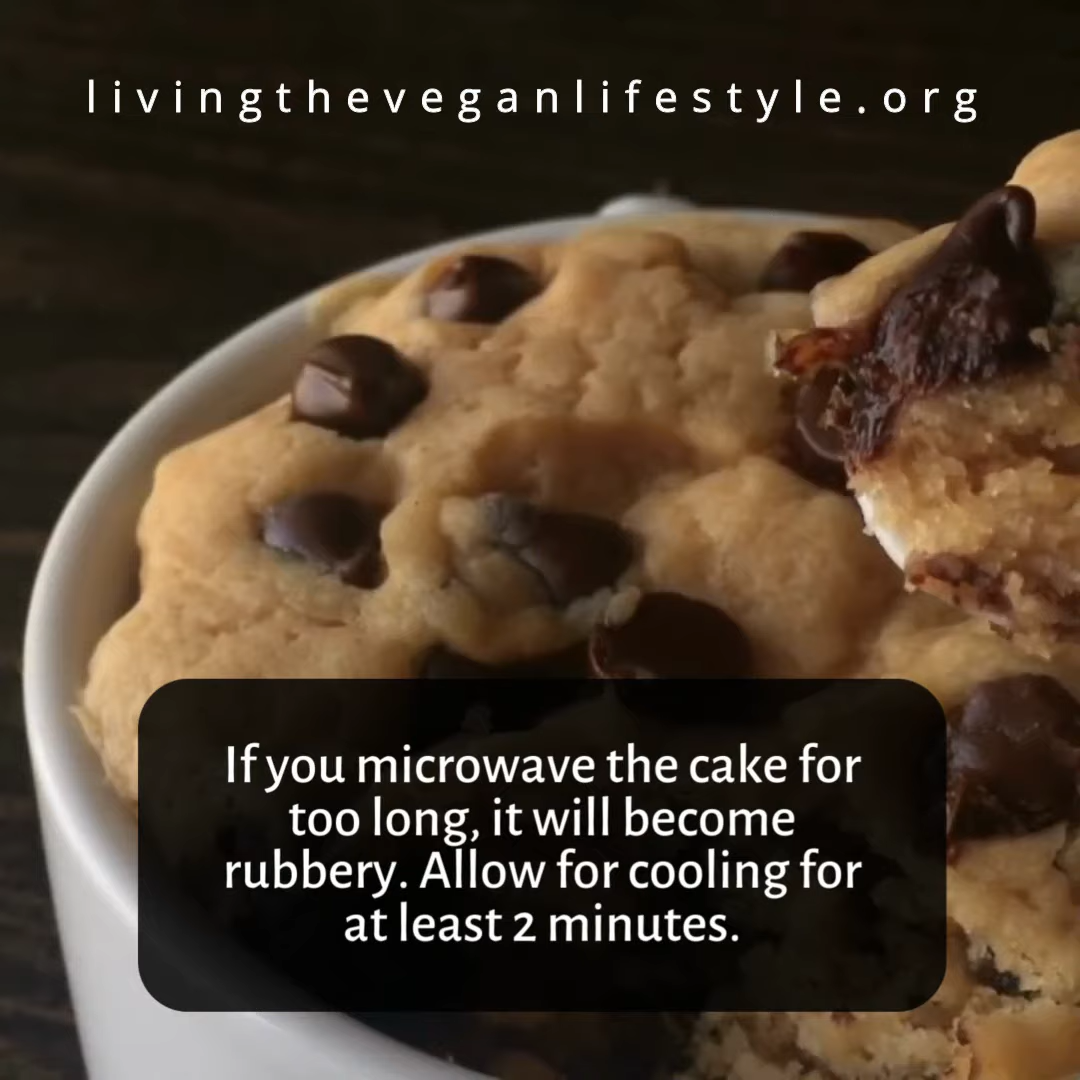 livingtheveganlifestyle.org
If you microwave the cake for
too long, it will become
rubbery. Allow for cooling for
at least 2 minutes.